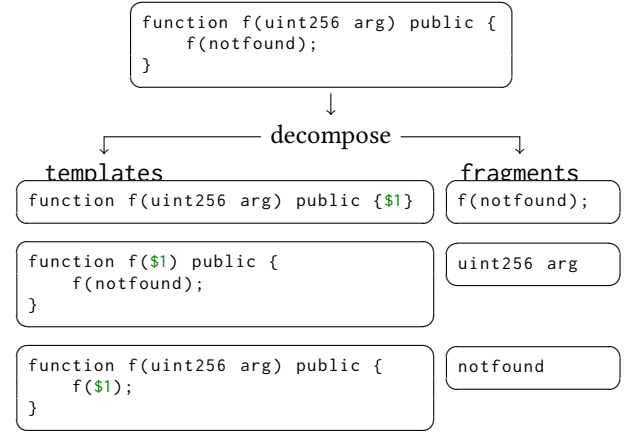 function f(uint256 arg) public {
    f(notfound);
}
decompose
templates
fragments
function f(uint256 arg) public {$1}
f(notfound);
function f($1) public {
    f(notfound);
}
uint256 arg
function f(uint256 arg) public {
    f($1);
}
notfound